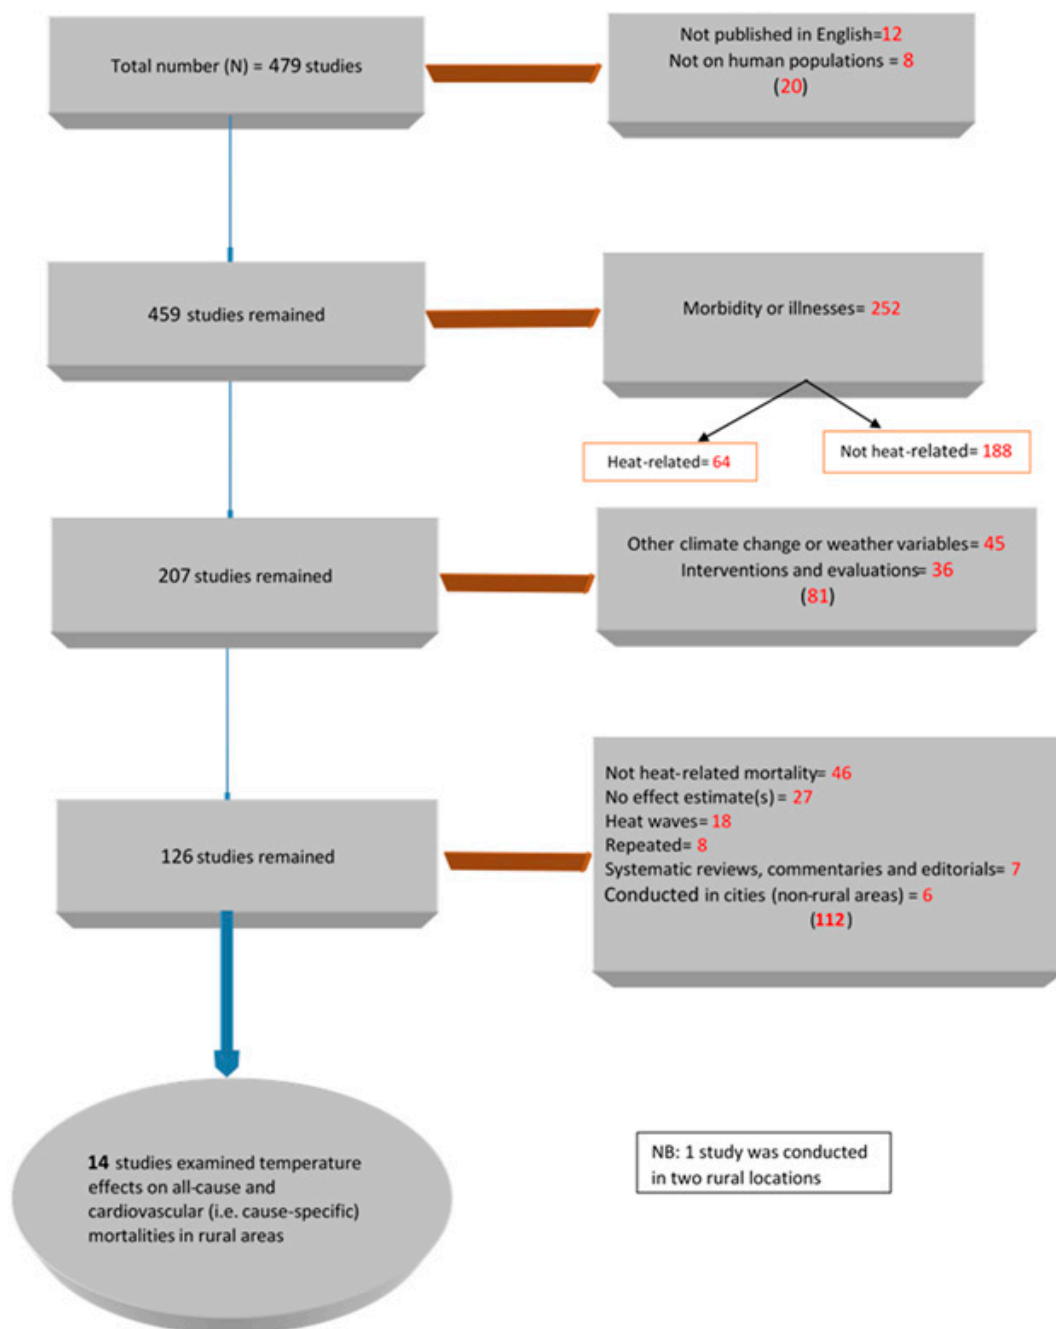 Total number (N) = 479 studies
Not published in English=12
Not on human populations = 8
(20)
459 studies remained
Morbidity or illnesses= 252
Heat-related= 64
Not heat-related= 188
207 studies remained
Other climate change or weather variables= 45
Interventions and evaluations= 36
(81)
126 studies remained
Not heat-related mortality= 46
No effect estimate(s) = 27
Heat waves= 18
Repeated= 8
Systematic reviews, commentaries and editorials= 7
Conducted in cities (non-rural areas) = 6
(112)
14 studies examined temperature
effects on all-cause and
cardiovascular (i.e. cause-specific)
mortalities in rural areas
NB: 1 study was conducted
in two rural locations